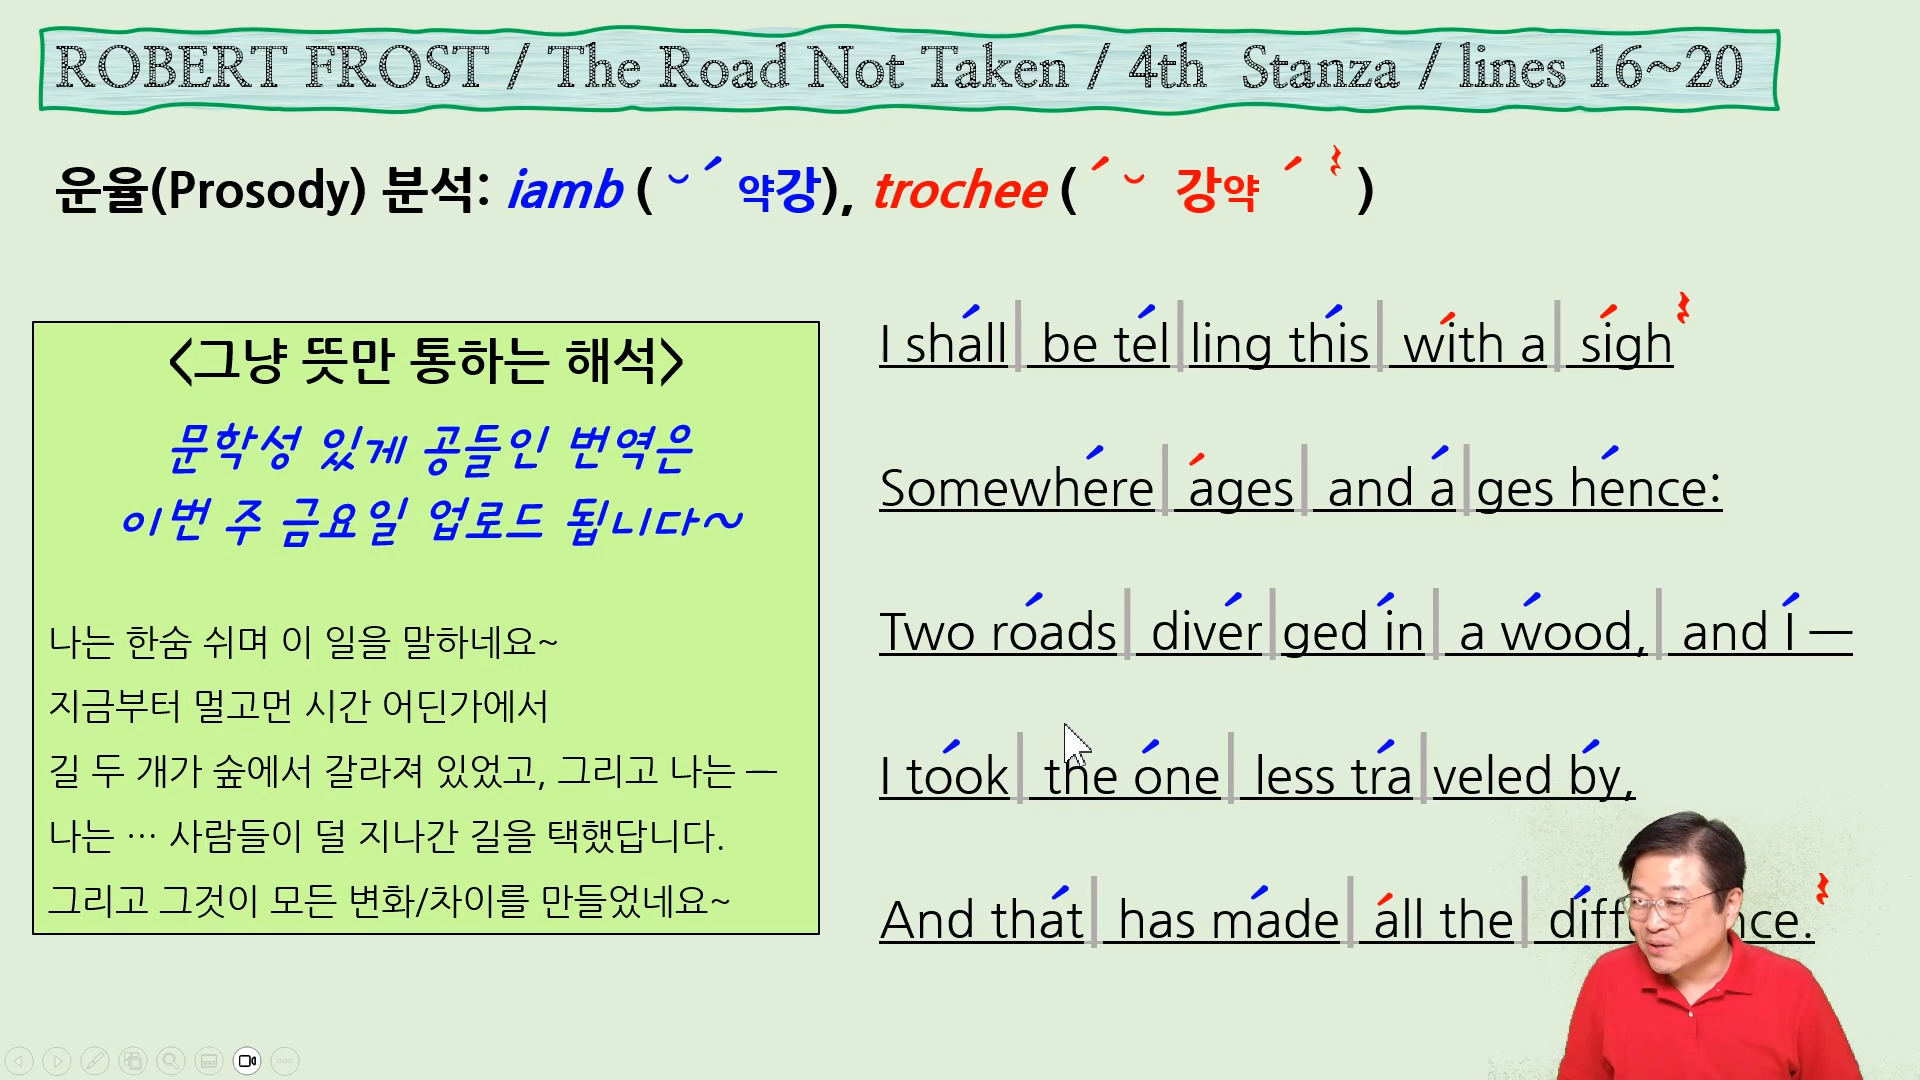 ROBERT FROST / The Road Not Taken / 4th Stanza / lines 16~20
운율(Prosody) 분석: iamb ( ˘ ˊ 약강), trochee ( ˊ ˘ 강약 ˊ 𝄽 )
<그냥 뜻만 통하는 해석>
문학성 있게 공들인 번역은
이번 주 금요일 업로드 됩니다~
나는 한숨 쉬며 이 일을 말하네요~
지금부터 멀고먼 시간 어딘가에서
길 두 개가 숲에서 갈라져 있었고, 그리고 나는 ―
나는 … 사람들이 덜 지나간 길을 택했답니다.
그리고 그것이 모든 변화/차이를 만들었네요~
I shall| be tel|ling this| with a| sigh
Somewhere| ages| and a|ges hence:
Two roads| diver|ged in| a wood,| and I —
I took| the one| less tra|veled by,
And that| has made| all the|